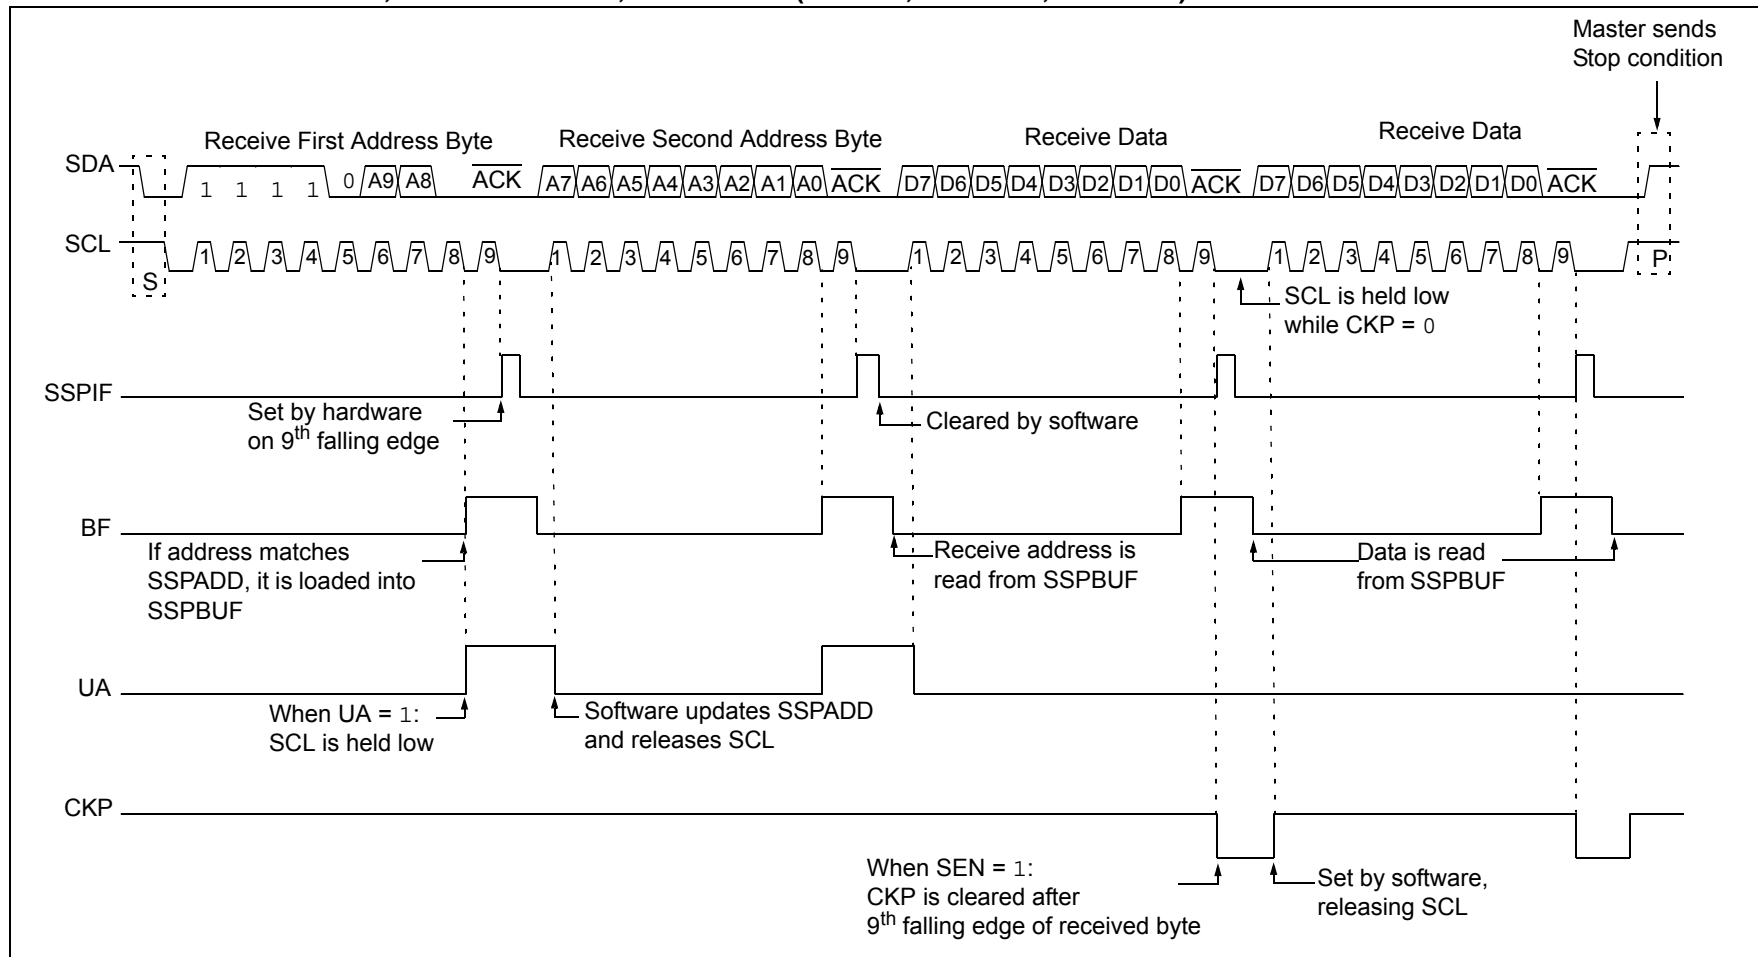 Master sends
Stop condition
Receive First Address Byte
Receive Second Address Byte
Receive Data
Receive Data
SDA
1 1 1 1 0 A9 A8 ACK A7 A6 A5 A4 A3 A2 A1 A0 ACK D7 D6 D5 D4 D3 D2 D1 D0 ACK D7 D6 D5 D4 D3 D2 D1 D0 ACK
SCL
S
1 2 3 4 5 6 7 8 9 1 2 3 4 5 6 7 8 9 1 2 3 4 5 6 7 8 9 1 2 3 4 5 6 7 8 9
P
SCL is held low
while CKP = 0
SSPIF
Set by hardware
on 9th falling edge
Cleared by software
BF
If address matches
SSPADD, it is loaded into
SSPBUF
Receive address is
read from SSPBUF
Data is read
from SSPBUF
UA
When UA = 1:
SCL is held low
Software updates SSPADD
and releases SCL
CKP
When SEN = 1:
CKP is cleared after
9th falling edge of received byte
Set by software,
releasing SCL